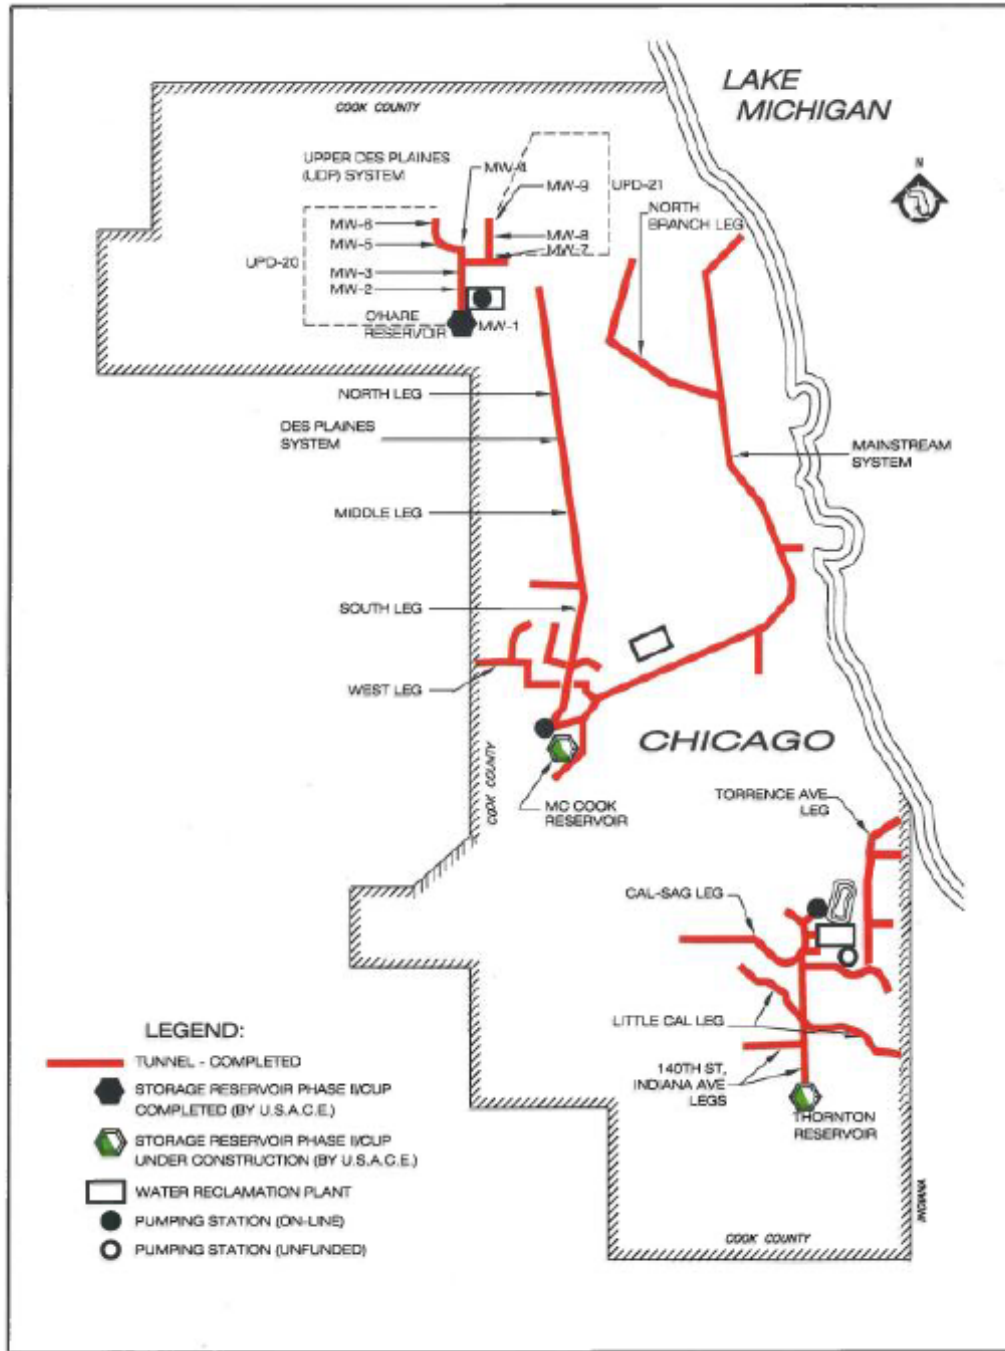 LAKE
MICHIGAN
COOK COUNTY
N
UPPER DES PLAINES
(UDP) SYSTEM
MW-4
MW-9
UPD-21
NORTH
BRANCH LEG
MW-6
MW-8
MW-5
MW-7
UPD-20
MW-3
MW-2
O'HARE
RESERVOIR
MW-1
NORTH LEG
DES PLAINES
SYSTEM
MAINSTREAM
SYSTEM
MIDDLE LEG
SOUTH LEG
WEST LEG
CHICAGO
COOK COUNTY
MC COOK
RESERVOIR
TORRENCE AVE
LEG
CAL-SAG LEG
LITTLE CAL LEG
140TH ST,
INDIANA AVE
LEGS
THORNTON
RESERVOIR
INDIANA
COOK COUNTY
LEGEND:
TUNNEL - COMPLETED
STORAGE RESERVOIR PHASE II/CUP
COMPLETED (BY U.S.A.C.E.)
STORAGE RESERVOIR PHASE II/CUP
UNDER CONSTRUCTION (BY U.S.A.C.E.)
WATER RECLAMATION PLANT
PUMPING STATION (ON-LINE)
PUMPING STATION (UNFUNDED)